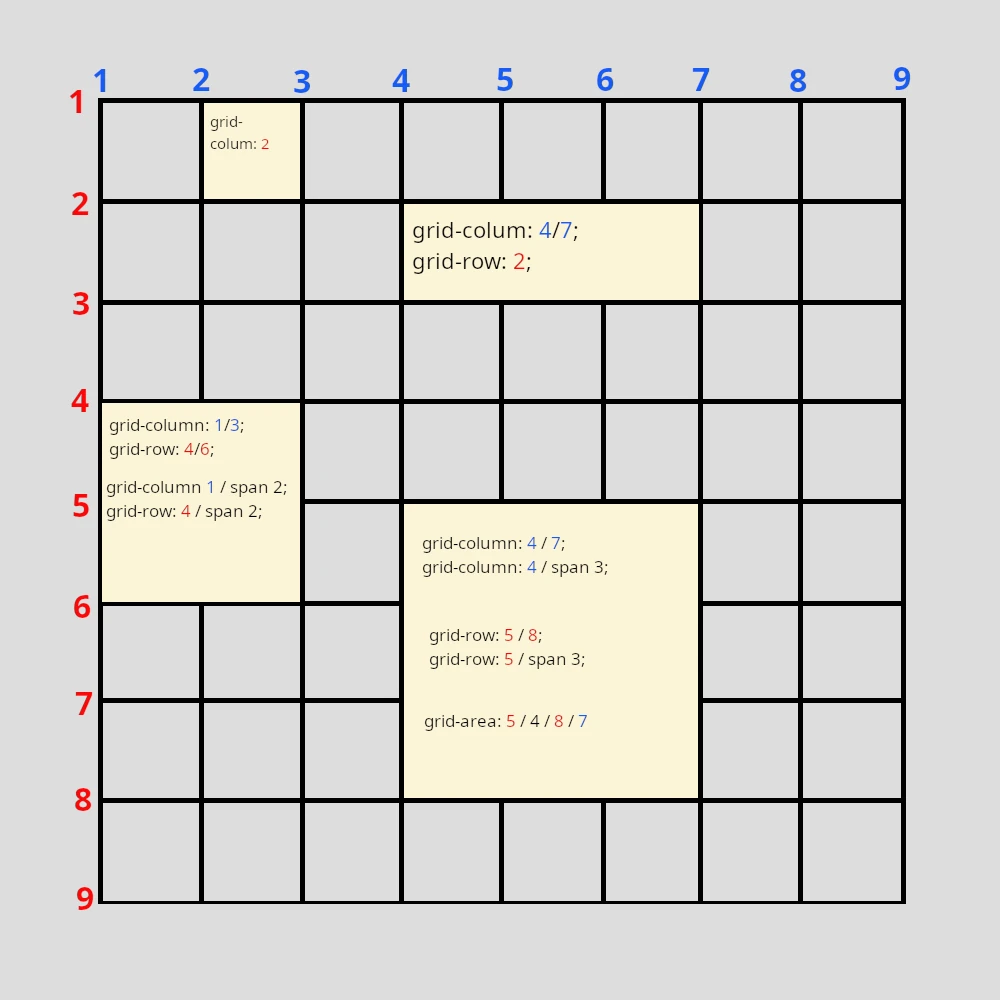 1 2 3 4 5 6 7 8 9
1
grid-
colum: 2
2
grid-colum: 4/7;
grid-row: 2;
3
4
grid-column: 1/3;
grid-row: 4/6;
grid-column 1 / span 2;
grid-row: 4 / span 2;
5
grid-column: 4 / 7;
grid-column: 4 / span 3;
6
grid-row: 5 / 8;
grid-row: 5 / span 3;
7
grid-area: 5 / 4 / 8 / 7
8
9